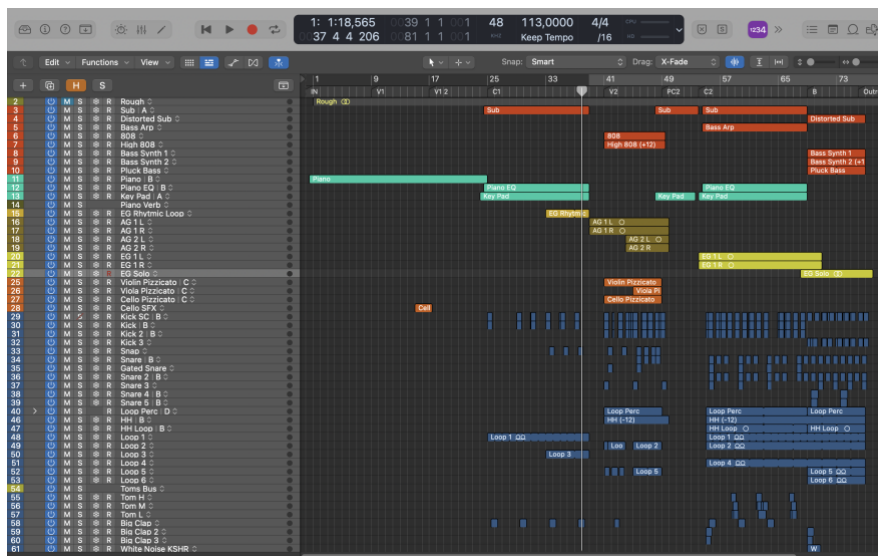 1: 1:18,565 0039 1 1 001 48 113,0000 4/4 CPU
37 4 4 206 0081 1 1 001 KHZ Keep Tempo /16 HD
1234
Edit Functions View Snap: Smart Drag: X-Fade
H S 1 9 17 25 33 41 49 57 65 73
IN V1 V1 2 C1 V2 PC2 C2 B Outr
2 M S R Rough Rough
3 M S R Sub A Sub Sub Sub
4 M S R Distorted Sub Distorted Sub
5 M S R Bass Arp Bass Arp
6 M S R 808 808
7 M S R High 808 High 808 (+12)
8 M S R Bass Synth 1 Bass Synth 1
9 M S R Bass Synth 2 Bass Synth 2 (+1
10 M S R Pluck Bass Pluck Bass
11 M S R Piano B Piano
12 M S R Piano EQ B Piano EQ Piano EQ
13 M S R Key Pad A Key Pad Key Pad Key Pad
14 M S Piano Verb
15 M S R EG Rhytmic Loop EG Rhytmic
16 M S R AG 1 L AG 1 L
17 M S R AG 1 R AG 1 R
18 M S R AG 2 L AG 2 L
19 M S R AG 2 R AG 2 R
20 M S R EG 1 L EG 1 L
21 M S R EG 1 R EG 1 R
22 M S R EG Solo EG Solo
25 M S R Violin Pizzicato C Violin Pizzicato
26 M S R Viola Pizzicato C Viola Pi
27 M S R Cello Pizzicato C Cello Pizzicato
28 M S R Cello SFX Cell
29 M S R Kick SC B
30 M S R Kick B
31 M S R Kick 2 B
32 M S R Kick 3
33 M S R Snap
34 M S R Snare B
35 M S R Gated Snare
36 M S R Snare 2 B
37 M S R Snare 3
38 M S R Snare 4 B
39 M S R Snare 5 B
40 M S R Loop Perc D Loop Perc Loop Perc Loop Perc
46 M S R HH B HH (-12) HH (-12)
47 M S R HH Loop B HH Loop HH Loop
48 M S R Loop 1 Loop 1 Loop 1
49 M S R Loop 2 Loo Loop 2 Loop 2
50 M S R Loop 3 Loop 3
51 M S R Loop 4 Loop 4
52 M S R Loop 5 Loop 5 Loop 5
53 M S R Loop 6 Loop 6
54 M S Toms Bus
55 M S R Tom H
56 M S R Tom M
57 M S R Tom L
58 M S R Big Clap
59 M S R Big Clap 2
60 M S R Big Clap 3
61 M S R White Noise KSHR W